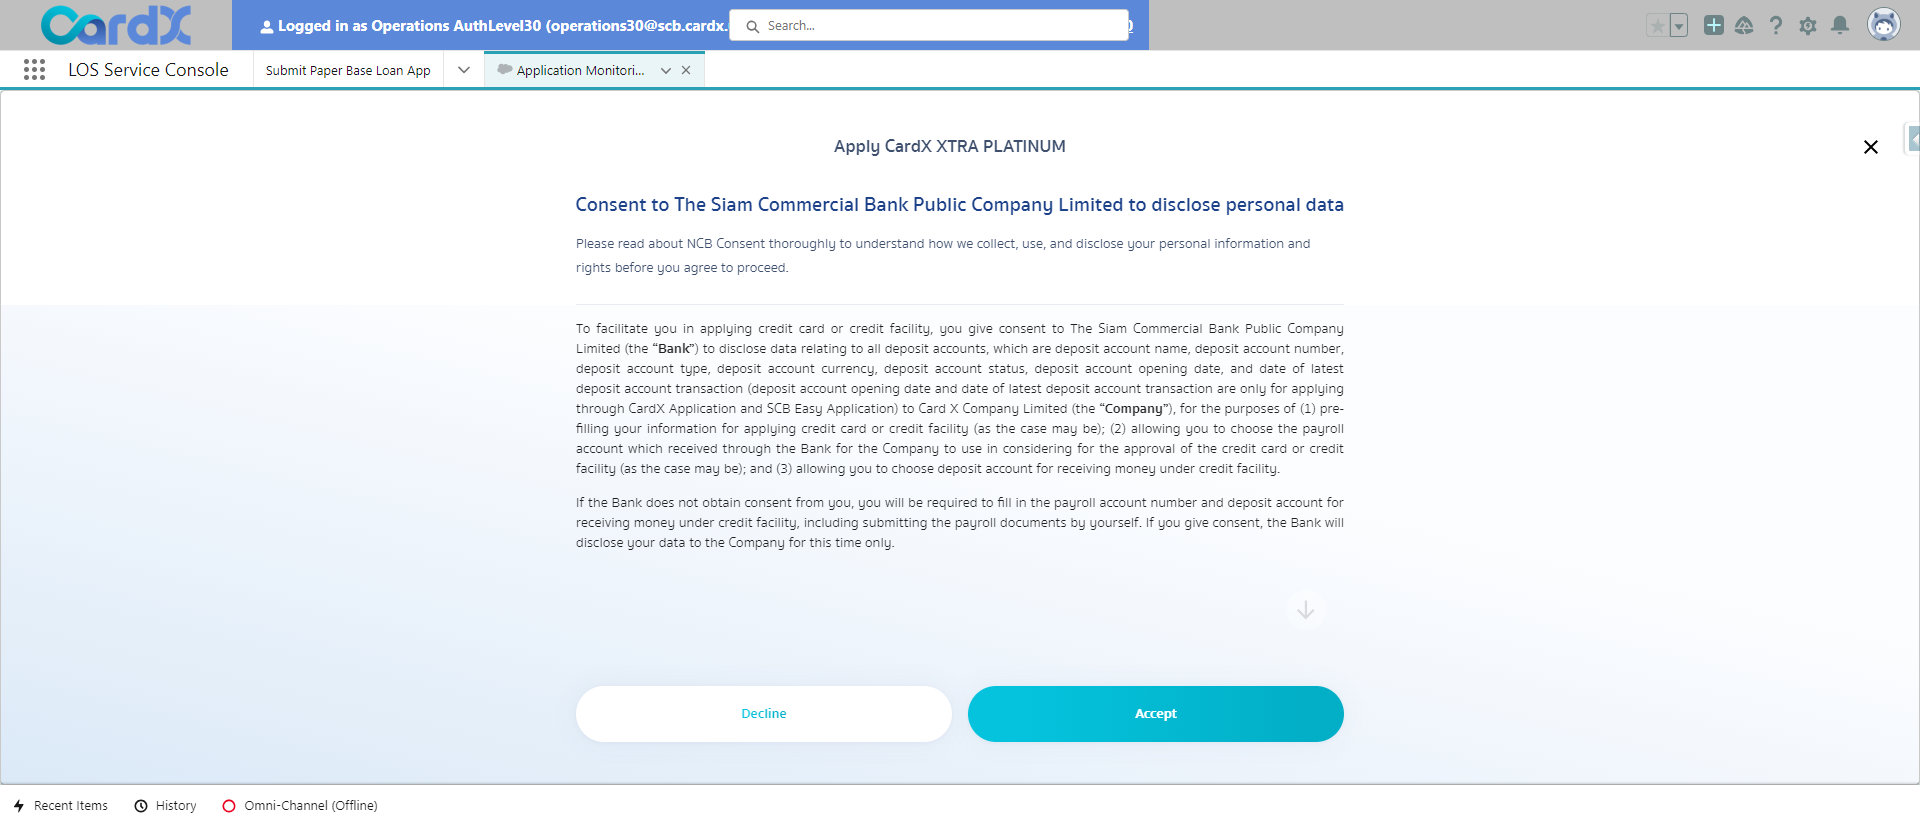 CardX
Logged in as Operations AuthLevel30 (operations30@scb.cardx.
Search...
LOS Service Console
Submit Paper Base Loan App
Application Monitori...
Apply CardX XTRA PLATINUM
Consent to The Siam Commercial Bank Public Company Limited to disclose personal data
Please read about NCB Consent thoroughly to understand how we collect, use, and disclose your personal information and
rights before you agree to proceed.
To facilitate you in applying credit card or credit facility, you give consent to The Siam Commercial Bank Public Company
Limited (the “Bank”) to disclose data relating to all deposit accounts, which are deposit account name, deposit account number,
deposit account type, deposit account currency, deposit account status, deposit account opening date, and date of latest
deposit account transaction (deposit account opening date and date of latest deposit account transaction are only for applying
through CardX Application and SCB Easy Application) to Card X Company Limited (the “Company”), for the purposes of (1) pre-
filling your information for applying credit card or credit facility (as the case may be); (2) allowing you to choose the payroll
account which received through the Bank for the Company to use in considering for the approval of the credit card or credit
facility (as the case may be); and (3) allowing you to choose deposit account for receiving money under credit facility.
If the Bank does not obtain consent from you, you will be required to fill in the payroll account number and deposit account for
receiving money under credit facility, including submitting the payroll documents by yourself. If you give consent, the Bank will
disclose your data to the Company for this time only.
Decline
Accept
Recent Items
History
Omni-Channel (Offline)